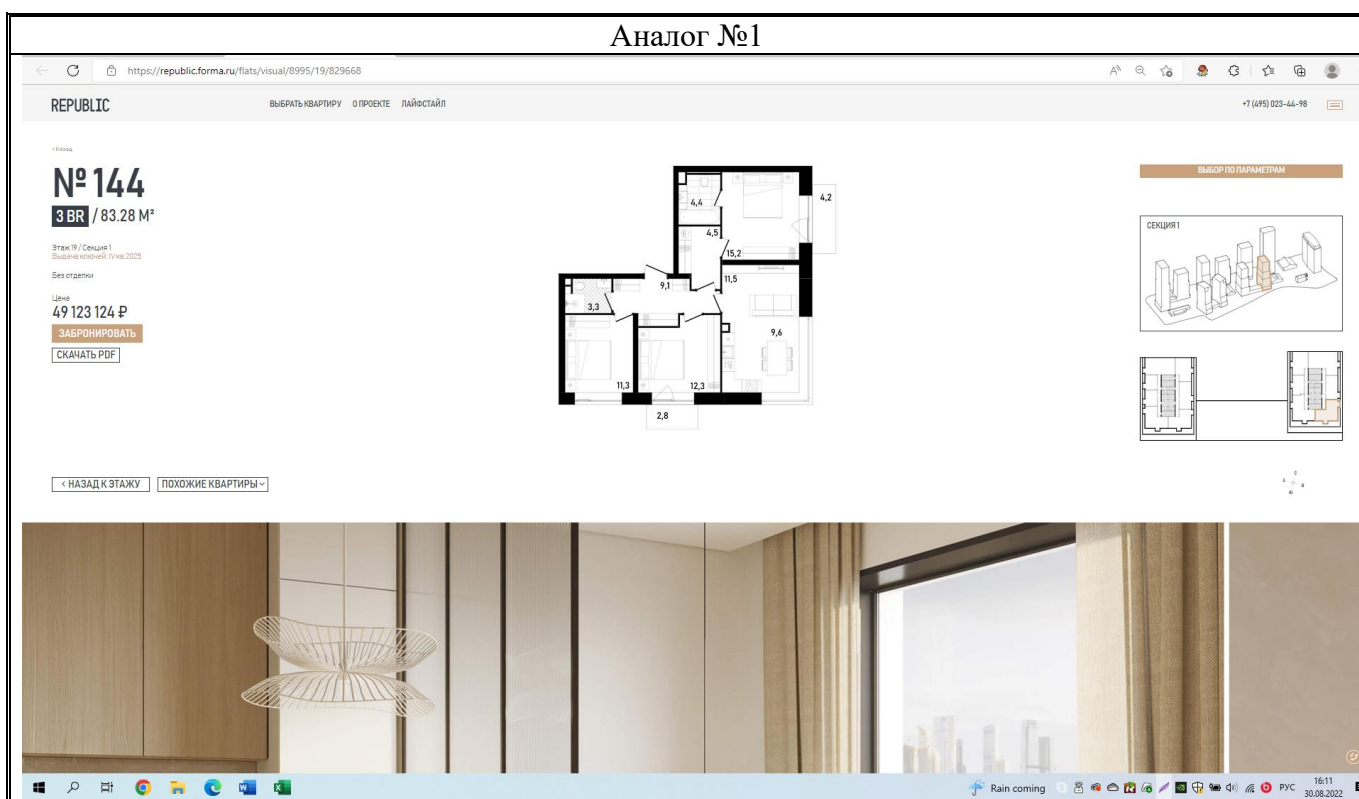 Аналог №1
https://republic.forma.ru/flats/visual/8995/19/829668
REPUBLIC
ВЫБРАТЬ КВАРТИРУ О ПРОЕКТЕ ЛАЙФСТАЙЛ
+7 (495) 023-44-98
< Назад
№ 144
3 BR / 83.28 М²
Этаж 19 / Секция 1
Выдача ключей: IV кв. 2025
Без отделки
Цена
49 123 124 ₽
ЗАБРОНИРОВАТЬ
СКАЧАТЬ PDF
4,4
4,2
4,5
15,2
9,1
11,5
3,3
9,6
11,3
12,3
2,8
ВЫБОР ПО ПАРАМЕТРАМ
СЕКЦИЯ 1
< НАЗАД К ЭТАЖУ
ПОХОЖИЕ КВАРТИРЫ
Rain coming
РУС
16:11
30.08.2022